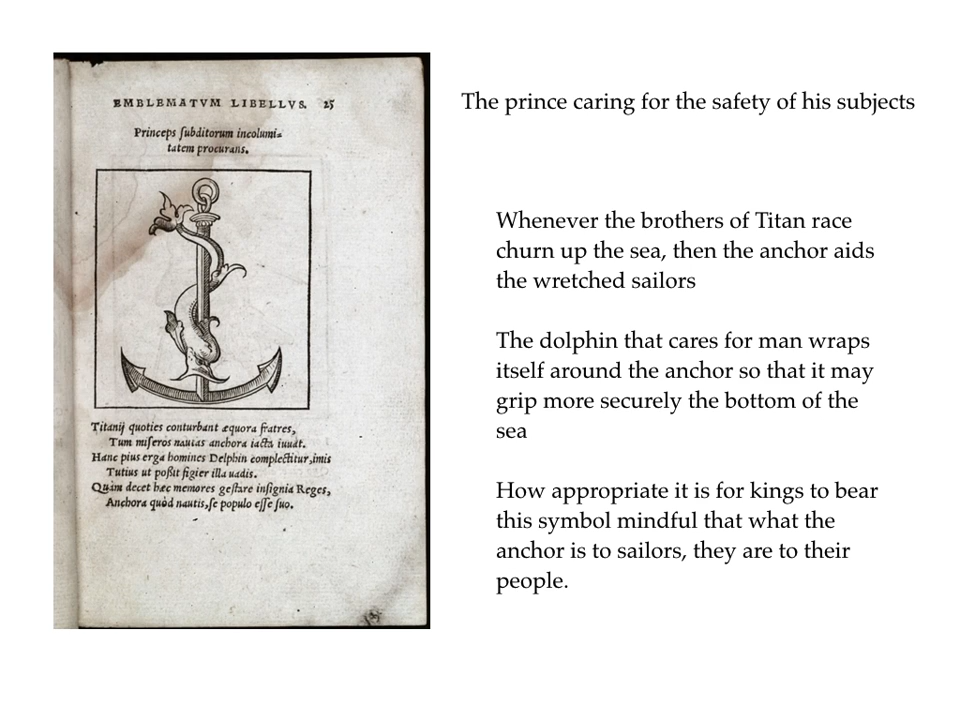 EMBLEMATVM LIBELLVS. 25
Princeps ſubditorum incolumi=
tatem procurans.
Titanij quoties conturbant æquora fratres,
Tum miſeros nautas anchora iacta iuuāt.
Hanc pius erga homines Delphin complectitur, imis
Tutius ut poßit figier illa uadis.
Quàm decet hæc memores geſtare inſignia Reges,
Anchora quòd nautis, ſe populo eſſe ſuo.
The prince caring for the safety of his subjects
Whenever the brothers of Titan race
churn up the sea, then the anchor aids
the wretched sailors
The dolphin that cares for man wraps
itself around the anchor so that it may
grip more securely the bottom of the
sea
How appropriate it is for kings to bear
this symbol mindful that what the
anchor is to sailors, they are to their
people.